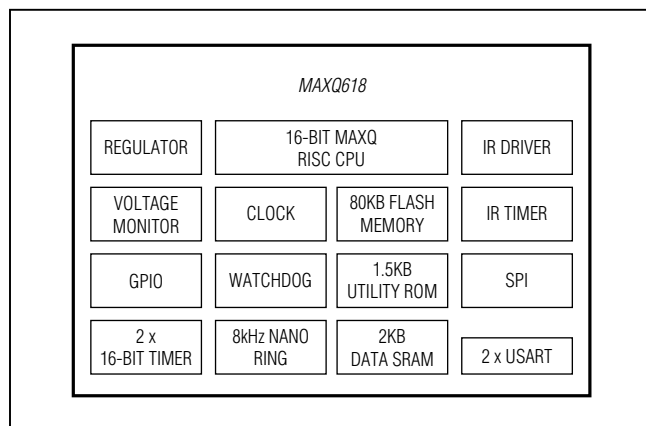 MAXQ618
REGULATOR
16-BIT MAXQ
RISC CPU
IR DRIVER
VOLTAGE
MONITOR
CLOCK
80KB FLASH
MEMORY
IR TIMER
GPIO
WATCHDOG
1.5KB
UTILITY ROM
SPI
2 x
16-BIT TIMER
8kHz NANO
RING
2KB
DATA SRAM
2 x USART